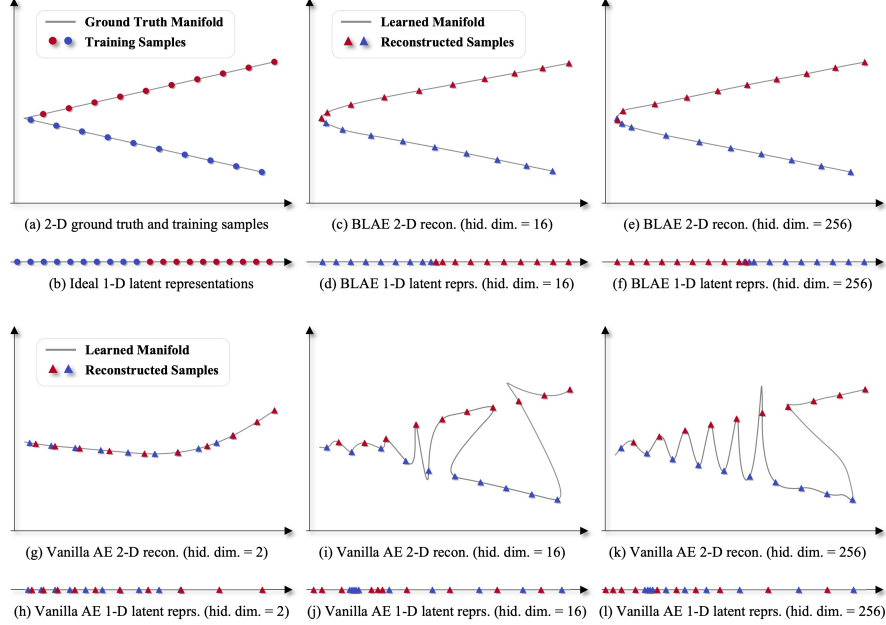 Ground Truth Manifold
Training Samples
Learned Manifold
Reconstructed Samples
(a) 2-D ground truth and training samples
(c) BLAE 2-D recon. (hid. dim. = 16)
(e) BLAE 2-D recon. (hid. dim. = 256)
(b) Ideal 1-D latent representations
(d) BLAE 1-D latent reprs. (hid. dim. = 16)
(f) BLAE 1-D latent reprs. (hid. dim. = 256)
Learned Manifold
Reconstructed Samples
(g) Vanilla AE 2-D recon. (hid. dim. = 2)
(i) Vanilla AE 2-D recon. (hid. dim. = 16)
(k) Vanilla AE 2-D recon. (hid. dim. = 256)
(h) Vanilla AE 1-D latent reprs. (hid. dim. = 2)
(j) Vanilla AE 1-D latent reprs. (hid. dim. = 16)
(l) Vanilla AE 1-D latent reprs. (hid. dim. = 256)